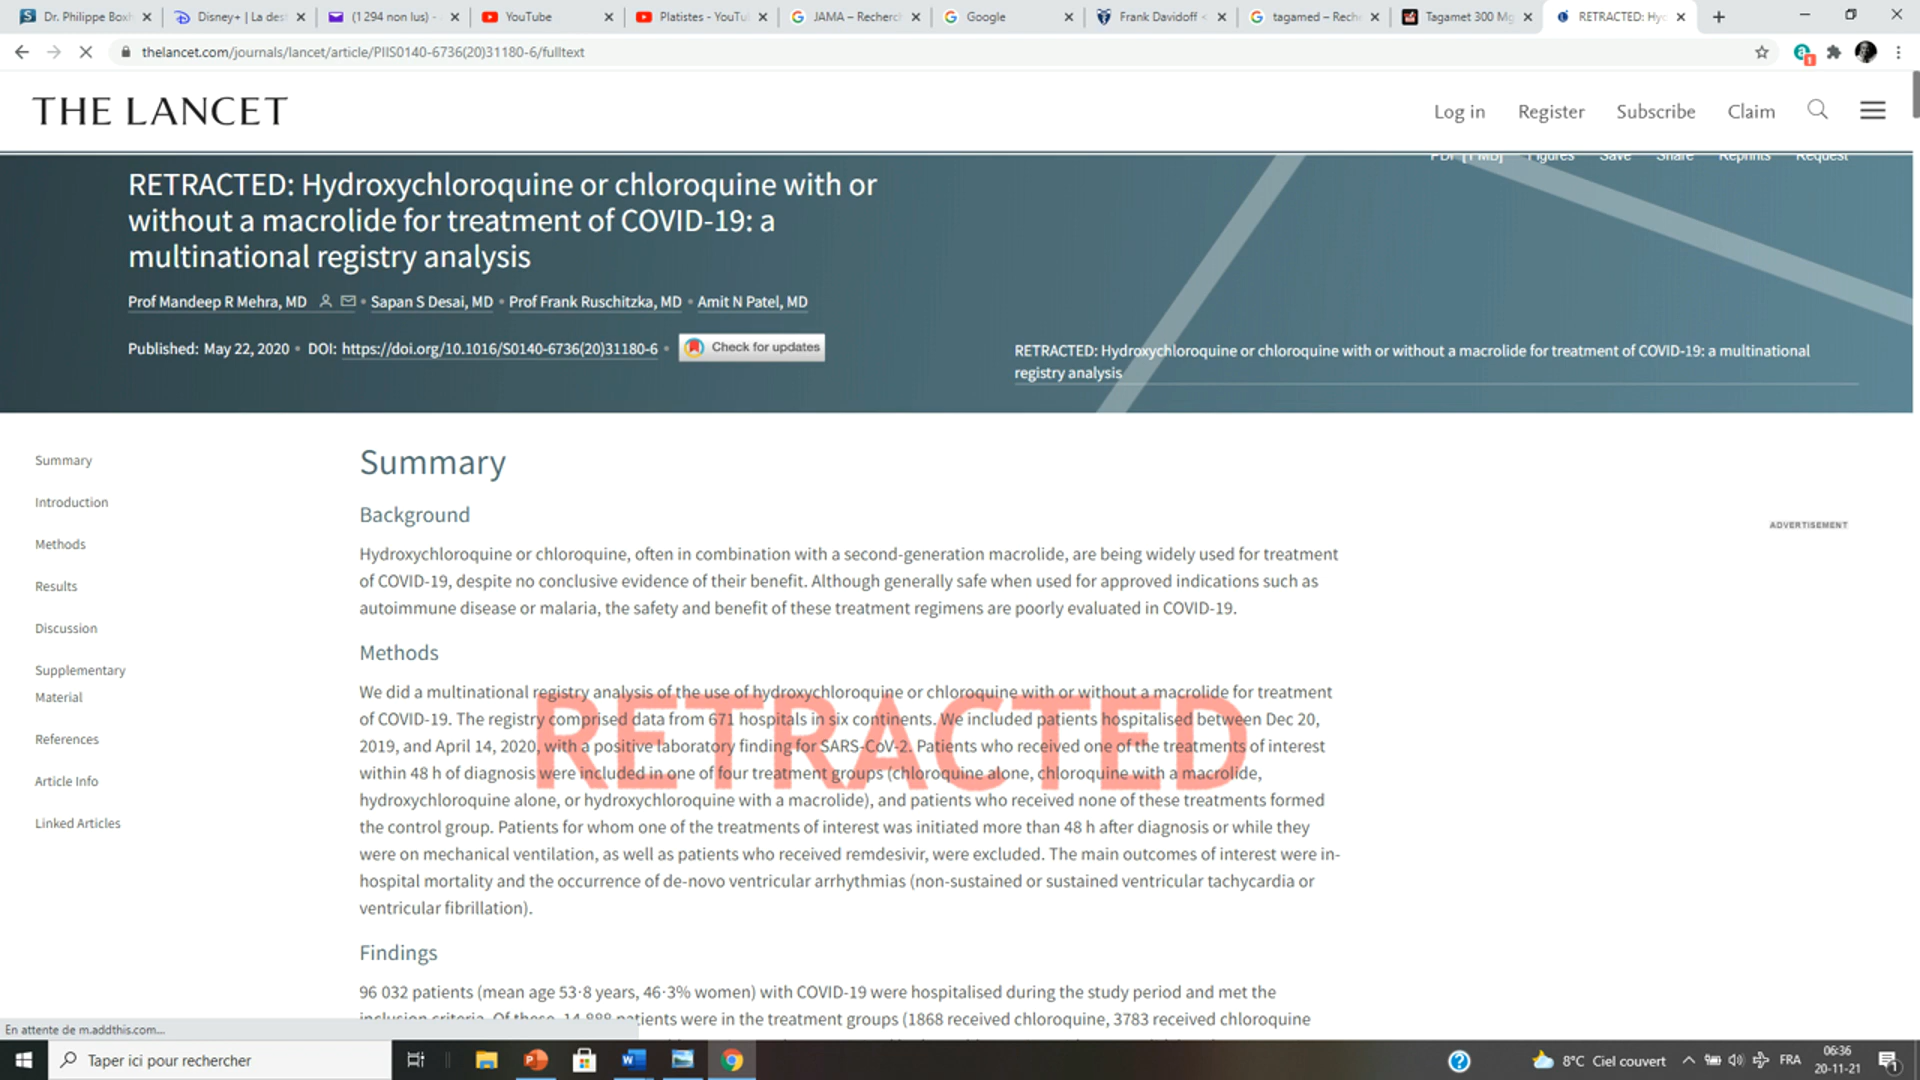 Dr. Philippe Boxh
Disney+ | La dest
(1 294 non lus) -
YouTube
Platistes - YouTu
JAMA – Recherch
Google
Frank Davidoff <
tagamed – Rech
Tagamet 300 Mg
RETRACTED: Hyc
thelancet.com/journals/lancet/article/PIIS0140-6736(20)31180-6/fulltext
THE LANCET
Log in
Register
Subscribe
Claim
PDF [1 MB]
Figures
Save
Share
Reprints
Request
RETRACTED: Hydroxychloroquine or chloroquine with or
without a macrolide for treatment of COVID-19: a
multinational registry analysis
Prof Mandeep R Mehra, MD • Sapan S Desai, MD • Prof Frank Ruschitzka, MD • Amit N Patel, MD
Published: May 22, 2020 • DOI: https://doi.org/10.1016/S0140-6736(20)31180-6 •
Check for updates
RETRACTED: Hydroxychloroquine or chloroquine with or without a macrolide for treatment of COVID-19: a multinational
registry analysis
Summary
Introduction
Methods
Results
Discussion
Supplementary
Material
References
Article Info
Linked Articles
Summary
Background
Hydroxychloroquine or chloroquine, often in combination with a second-generation macrolide, are being widely used for treatment
of COVID-19, despite no conclusive evidence of their benefit. Although generally safe when used for approved indications such as
autoimmune disease or malaria, the safety and benefit of these treatment regimens are poorly evaluated in COVID-19.
Methods
We did a multinational registry analysis of the use of hydroxychloroquine or chloroquine with or without a macrolide for treatment
of COVID-19. The registry comprised data from 671 hospitals in six continents. We included patients hospitalised between Dec 20,
2019, and April 14, 2020, with a positive laboratory finding for SARS-CoV-2. Patients who received one of the treatments of interest
within 48 h of diagnosis were included in one of four treatment groups (chloroquine alone, chloroquine with a macrolide,
hydroxychloroquine alone, or hydroxychloroquine with a macrolide), and patients who received none of these treatments formed
the control group. Patients for whom one of the treatments of interest was initiated more than 48 h after diagnosis or while they
were on mechanical ventilation, as well as patients who received remdesivir, were excluded. The main outcomes of interest were in-
hospital mortality and the occurrence of de-novo ventricular arrhythmias (non-sustained or sustained ventricular tachycardia or
ventricular fibrillation).
RETRACTED
Findings
96 032 patients (mean age 53·8 years, 46·3% women) with COVID-19 were hospitalised during the study period and met the
inclusion criteria. Of these, 14 888 patients were in the treatment groups (1868 received chloroquine, 3783 received chloroquine
ADVERTISEMENT
En attente de m.addthis.com...
Taper ici pour rechercher
8°C Ciel couvert
FRA
06:36
20-11-21
1